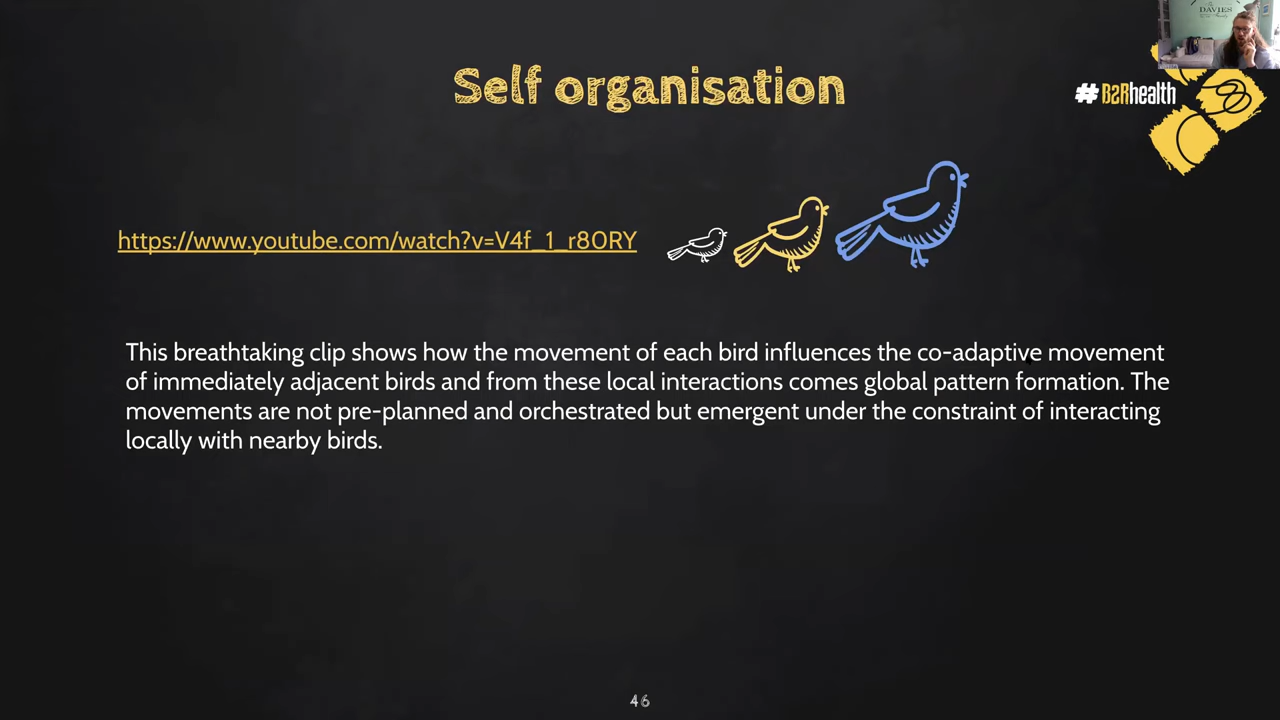 DAVIES
Self organisation
#B2Rhealth
https://www.youtube.com/watch?v=V4f_1_r8ORY
This breathtaking clip shows how the movement of each bird influences the co-adaptive movement
of immediately adjacent birds and from these local interactions comes global pattern formation. The
movements are not pre-planned and orchestrated but emergent under the constraint of interacting
locally with nearby birds.
46